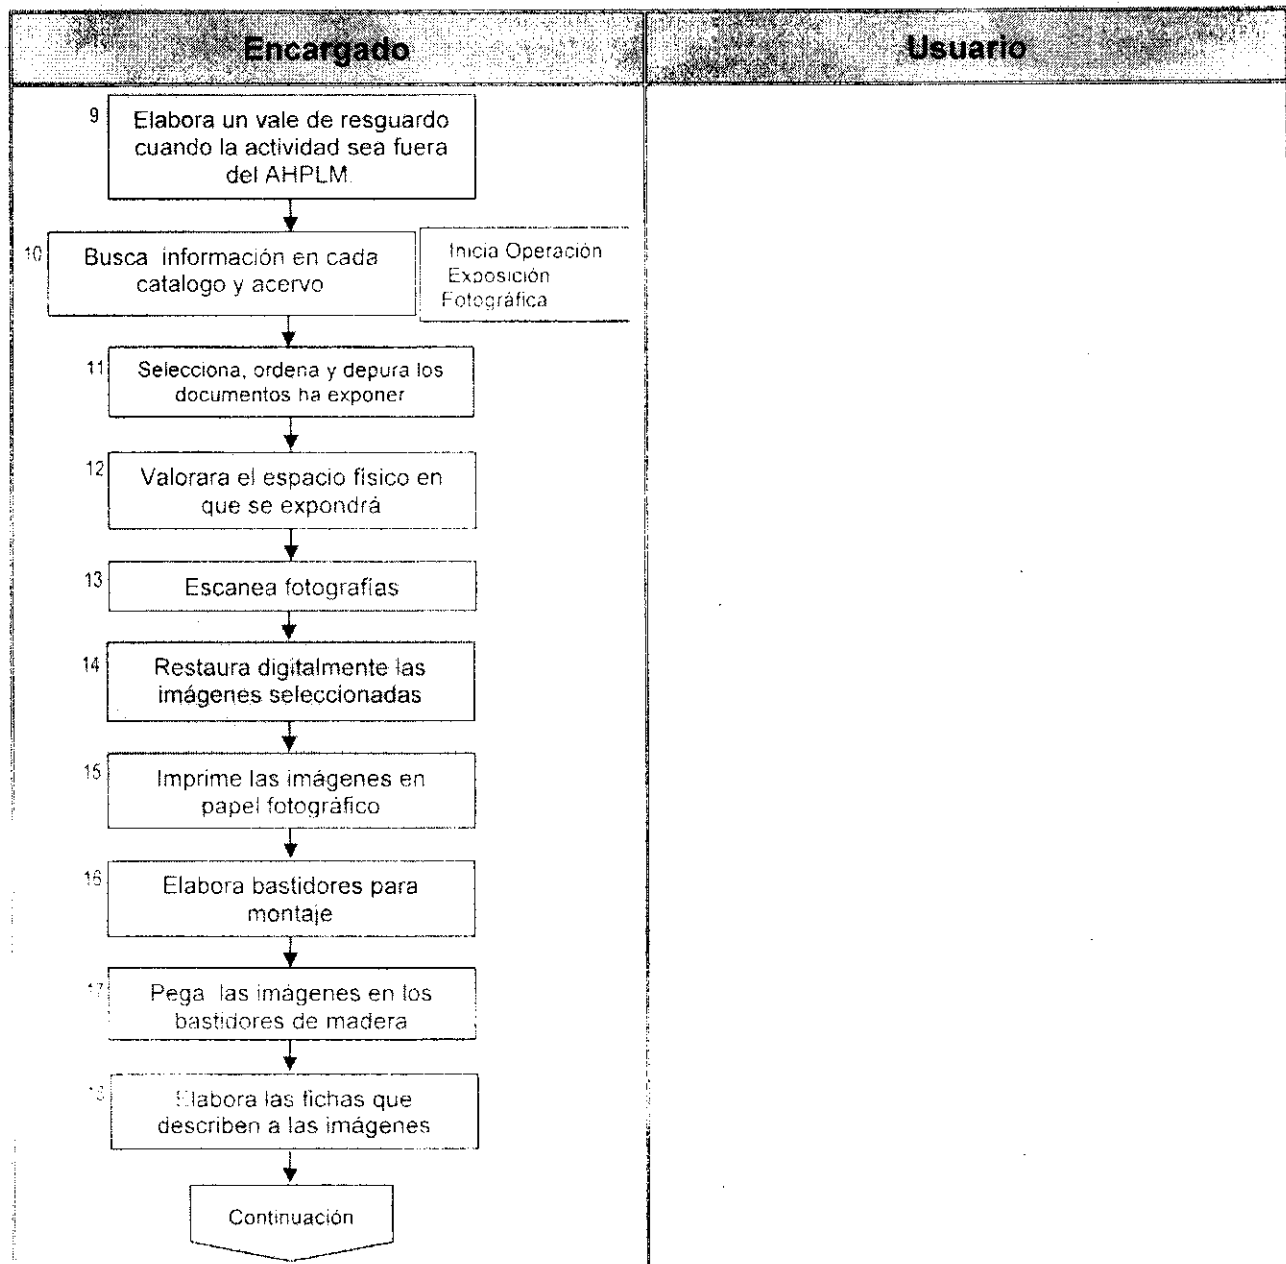 Encargado
Usuario
9
Elabora un vale de resguardo
cuando la actividad sea fuera
del AHPLM.
10
Busca información en cada
catalogo y acervo
Inicia Operación
Exposición
Fotográfica
11
Selecciona, ordena y depura los
documentos ha exponer
12
Valorara el espacio físico en
que se expondrá
13
Escanea fotografías
14
Restaura digitalmente las
imágenes seleccionadas
15
Imprime las imágenes en
papel fotográfico
16
Elabora bastidores para
montaje
17
Pega las imágenes en los
bastidores de madera
18
Elabora las fichas que
describen a las imágenes
Continuación